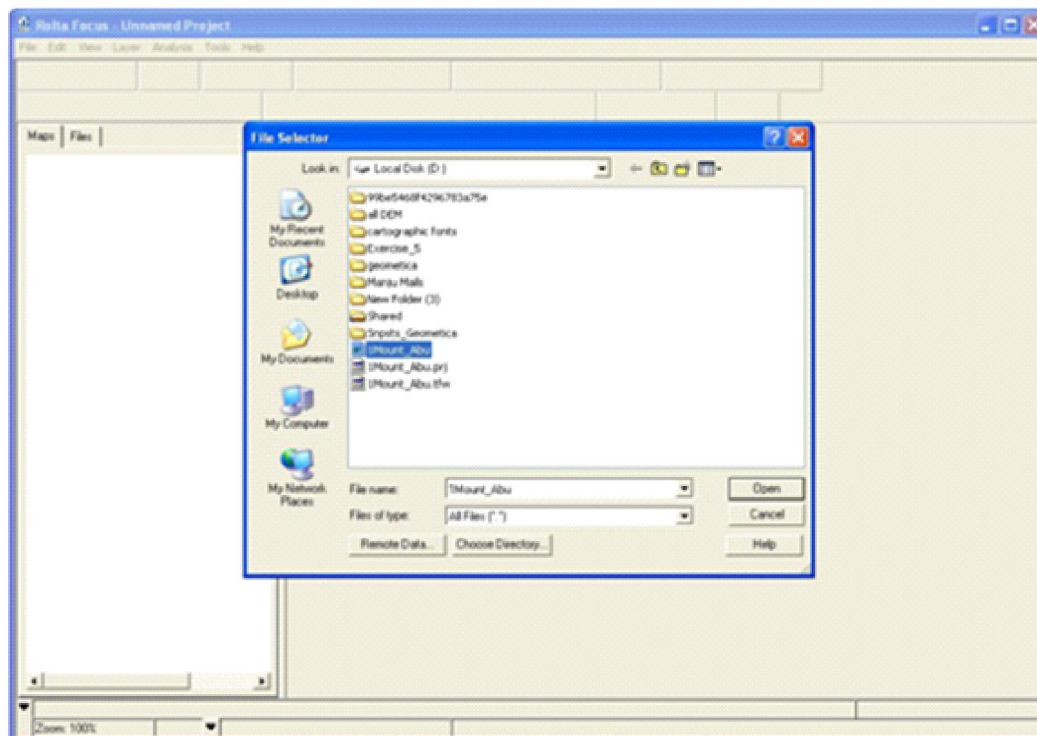 Rolta Focus - Unnamed Project
File Edit View Layer Analysis Tools Help
Maps Files
File Selector
Look in: Local Disk (D:)
My Recent Documents
Desktop
My Documents
My Computer
My Network Places
99be5468f4296783a75e
all DEM
cartographic fonts
Exercise_5
geometica
Manju Mails
New Folder (3)
Shared
Snpsts_Geometica
1Mount_Abu
1Mount_Abu.prj
1Mount_Abu.tfw
File name: 1Mount_Abu
Open
Files of type: All Files (*.*)
Cancel
Remote Data... Choose Directory... Help
Zoom: 100%